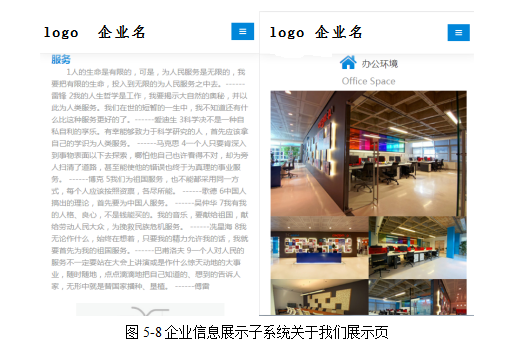 logo 企业名
服务
1人的生命是有限的，可是，为人民服务是无限的，我
要把有限的生命，投入到无限的为人民服务之中去。------
雷锋 2我的人生哲学是工作，我要揭示大自然的奥秘，并以
此为人类服务。我们在世的短暂的一生中，我不知道还有什
么比这种服务更好的了。------爱迪生 3科学决不是一种自
私自利的享乐。有幸能够致力于科学研究的人，首先应该拿
自己的学识为人类服务。 ------马克思 4一个人只要肯深入
到事物表面以下去探索，哪怕他自己也许看得不对，却为旁
人扫清了道路，甚至能使他的错误也终于为真理的事业服
务。 ------博克 5我们为祖国服务，也不能都采用同一方
式，每个人应该按照资禀，各尽所能。 ------歌德 6中国人
搞出的理论，首先要为中国人服务。 ------吴仲华 7我有我
的人格、良心，不是钱能买的。我的音乐，要献给祖国，献
给劳动人民大众，为挽救民族危机服务。 ------冼星海 8我
无论作什么，始终在想着，只要我的精力允许我的话，我就
要首先为我的祖国服务。------巴甫洛夫 9一个人对人民的
服务不一定要站在大会上讲演或是作什么惊天动地的大事
业，随时随地，点点滴滴地把自己知道的、想到的告诉人
家，无形中就是替国家播种、垦植。 ------傅雷
logo 企业名
办公环境
Office Space
图 5-8 企业信息展示子系统关于我们展示页